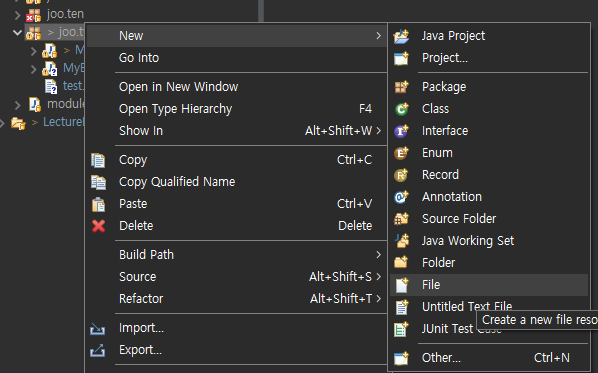 joo.ten
> joo.t
> M
MyE
test.
module
> Lecturel
New
Go Into
Open in New Window
Open Type Hierarchy F4
Show In Alt+Shift+W >
Copy Ctrl+C
Copy Qualified Name
Paste Ctrl+V
Delete Delete
Build Path
Source Alt+Shift+S >
Refactor Alt+Shift+T >
Import...
Export...
Java Project
Project...
Package
Class
Interface
Enum
Record
Annotation
Source Folder
Java Working Set
Folder
File
Untitled Text File
Create a new file reso
JUnit Test Case
Other... Ctrl+N